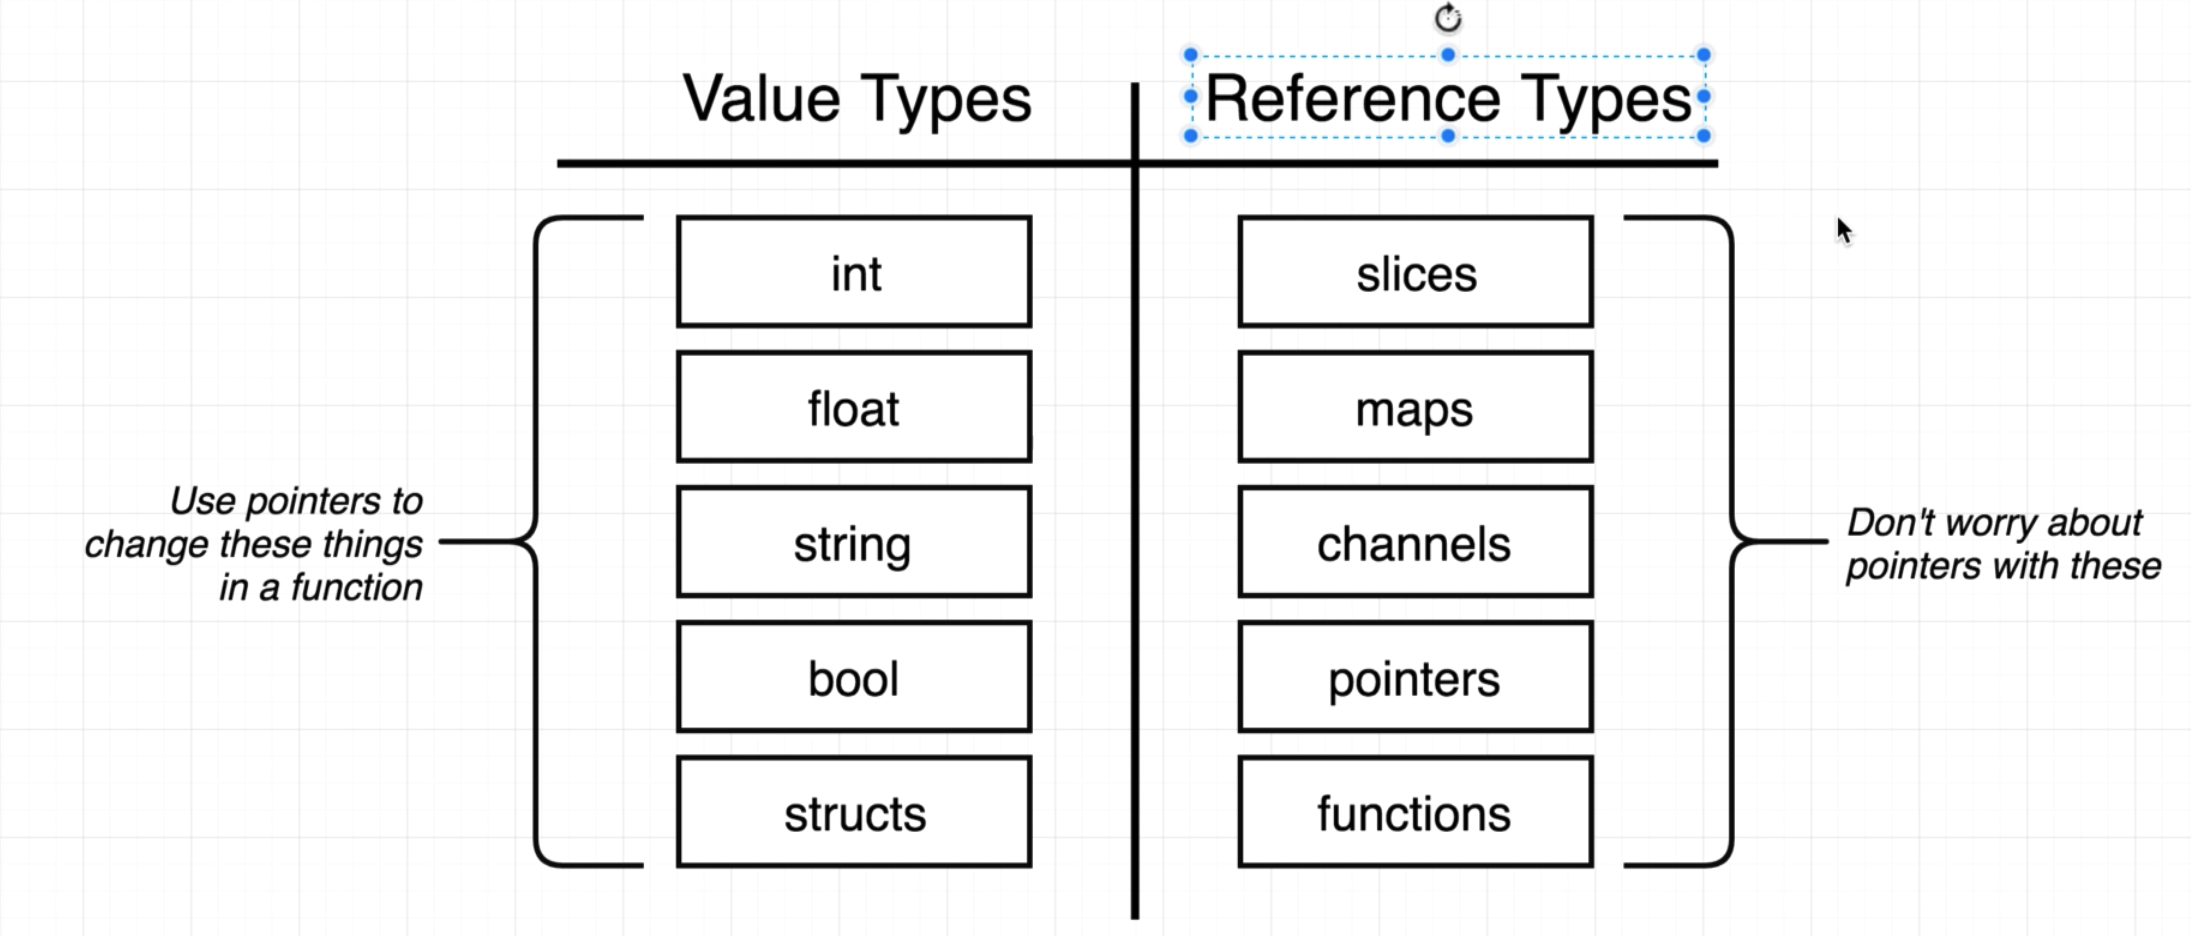 Value Types
Reference Types
int
float
string
bool
structs
Use pointers to
change these things
in a function
slices
maps
channels
pointers
functions
Don't worry about
pointers with these